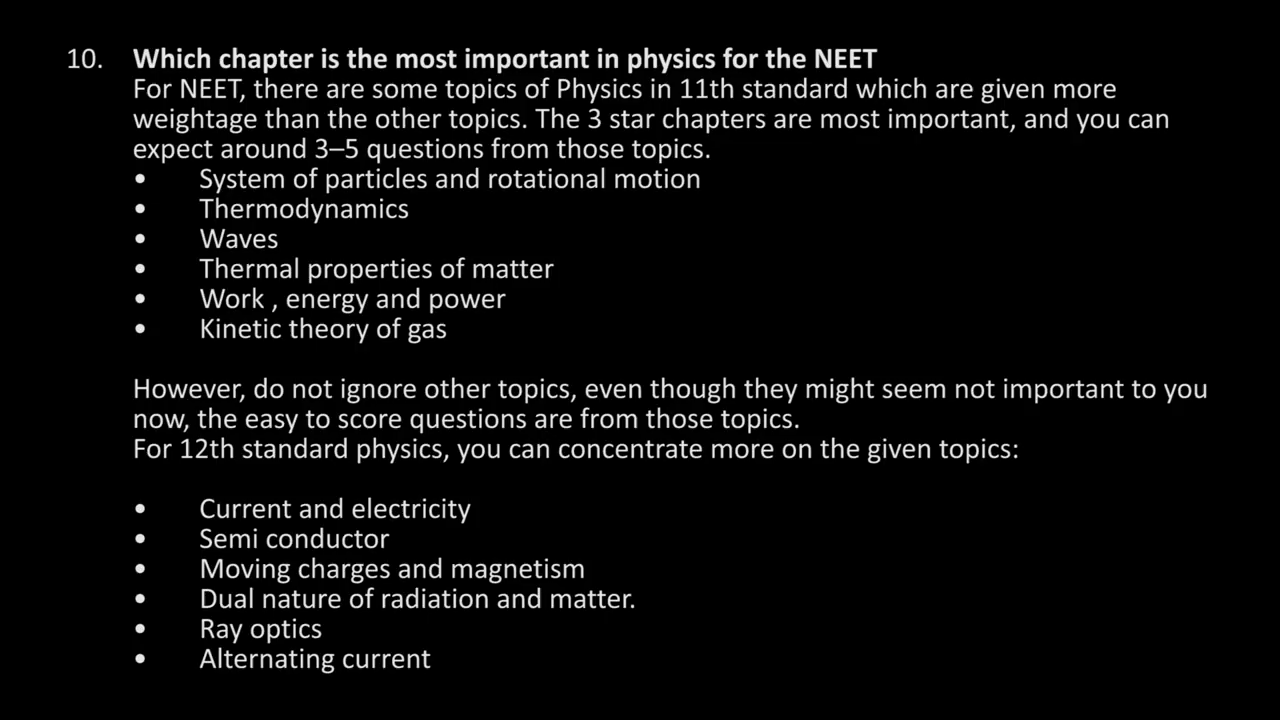 10. Which chapter is the most important in physics for the NEET
For NEET, there are some topics of Physics in 11th standard which are given more
weightage than the other topics. The 3 star chapters are most important, and you can
expect around 3–5 questions from those topics.
• System of particles and rotational motion
• Thermodynamics
• Waves
• Thermal properties of matter
• Work , energy and power
• Kinetic theory of gas
However, do not ignore other topics, even though they might seem not important to you
now, the easy to score questions are from those topics.
For 12th standard physics, you can concentrate more on the given topics:
• Current and electricity
• Semi conductor
• Moving charges and magnetism
• Dual nature of radiation and matter.
• Ray optics
• Alternating current